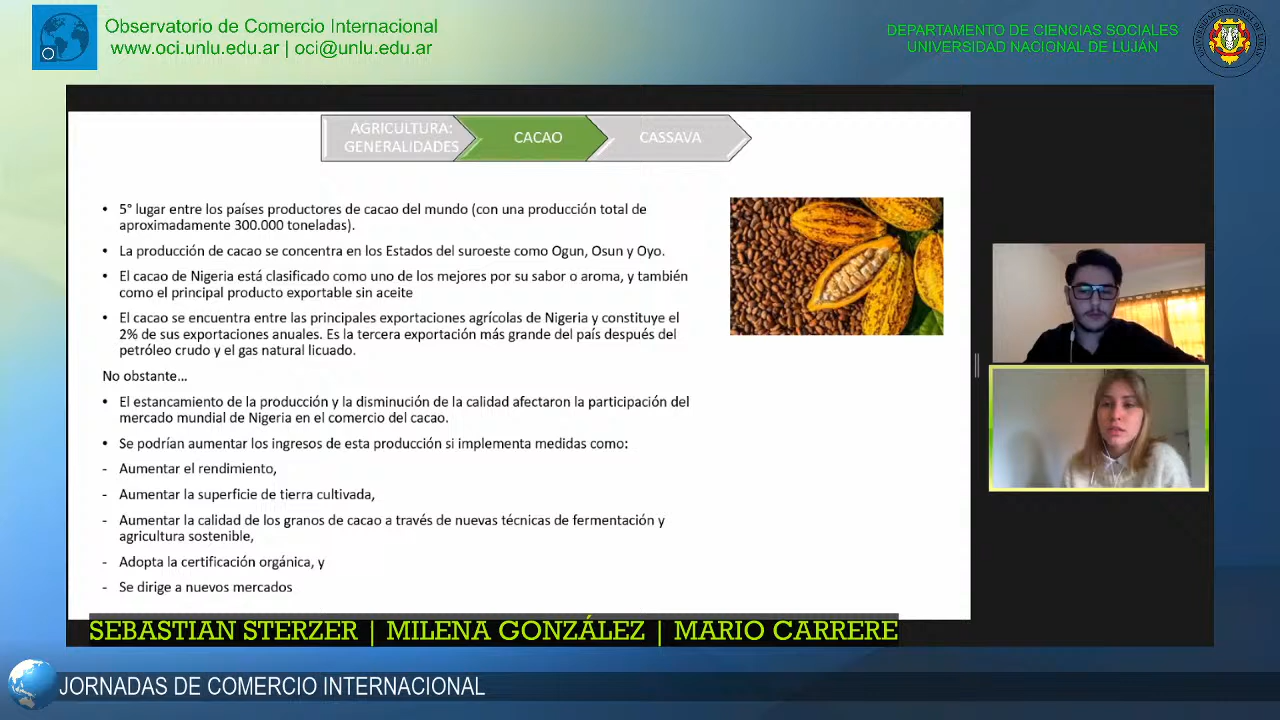 Observatorio de Comercio Internacional
www.oci.unlu.edu.ar | oci@unlu.edu.ar
DEPARTAMENTO DE CIENCIAS SOCIALES
UNIVERSIDAD NACIONAL DE LUJÁN
AGRICULTURA:
GENERALIDADES
CACAO
CASSAVA
• 5° lugar entre los países productores de cacao del mundo (con una producción total de
aproximadamente 300.000 toneladas).
• La producción de cacao se concentra en los Estados del suroeste como Ogun, Osun y Oyo.
• El cacao de Nigeria está clasificado como uno de los mejores por su sabor o aroma, y también
como el principal producto exportable sin aceite
• El cacao se encuentra entre las principales exportaciones agrícolas de Nigeria y constituye el
2% de sus exportaciones anuales. Es la tercera exportación más grande del país después del
petróleo crudo y el gas natural licuado.
No obstante…
• El estancamiento de la producción y la disminución de la calidad afectaron la participación del
mercado mundial de Nigeria en el comercio del cacao.
• Se podrían aumentar los ingresos de esta producción si implementa medidas como:
- Aumentar el rendimiento,
- Aumentar la superficie de tierra cultivada,
- Aumentar la calidad de los granos de cacao a través de nuevas técnicas de fermentación y
agricultura sostenible,
- Adopta la certificación orgánica, y
- Se dirige a nuevos mercados
SEBASTIAN STERZER | MILENA GONZÁLEZ | MARIO CARRERE
JORNADAS DE COMERCIO INTERNACIONAL